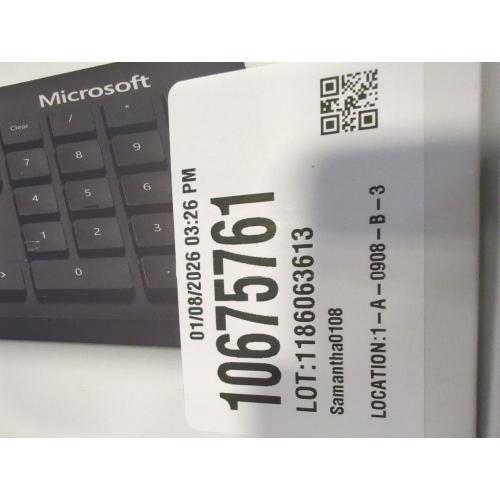 Microsoft
Clear / *
7 8 9
4 5 6
1 2 3
0
01/08/2026 03:26 PM
10675761
LOT:1186063613
Samantha0108
LOCATION:1-A-0908-B-3